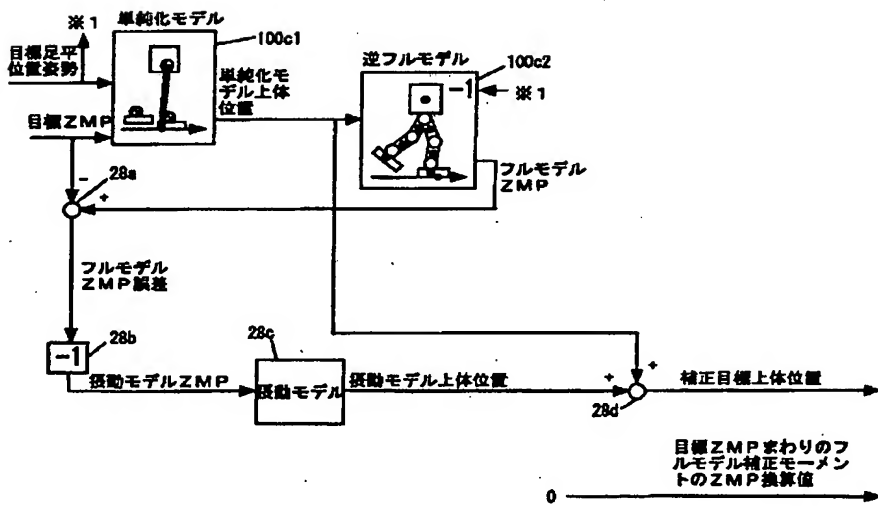 ※1
単純化モデル
100c1
目標足平
位置姿勢
単純化モ
デル上体
位置
逆フルモデル
100c2
-1
※1
目標ZMP
フルモデル
ZMP
-
28a
+
フルモデル
ZMP誤差
28b
-1
28c
摂動モデルZMP
摂動モデル
摂動モデル上体位置
+
+
28d
補正目標上体位置
目標ZMPまわりのフ
ルモデル補正モーメン
トのZMP換算値
0